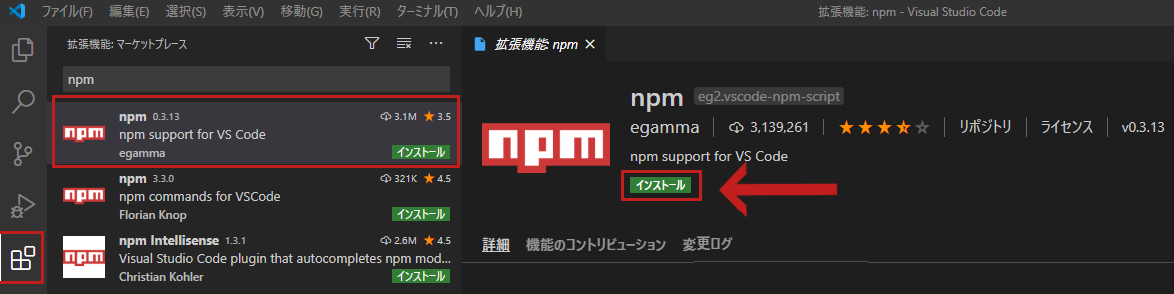 ファイル(F) 編集(E) 選択(S) 表示(V) 移動(G) 実行(R) ターミナル(T) ヘルプ(H) 拡張機能: npm - Visual Studio Code
拡張機能: マーケットプレース
npm
npm 0.3.13 3.1M 3.5
npm support for VS Code
egamma インストール
npm 3.3.0 321K 4.5
npm commands for VSCode
Florian Knop インストール
npm Intellisense 1.3.1 2.6M 4.5
Visual Studio Code plugin that autocompletes npm mod...
Christian Kohler インストール
拡張機能: npm
npm eg2.vscode-npm-script
egamma 3,139,261 リポジトリ ライセンス v0.3.13
npm support for VS Code
インストール
詳細 機能のコントリビューション 変更ログ
npm
npm
npm
npm